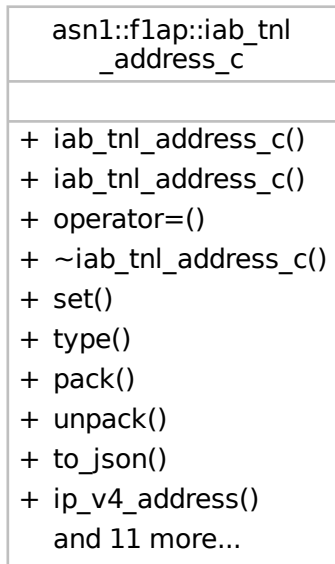 asn1::f1ap::iab_tnl
_address_c
+ iab_tnl_address_c()
+ iab_tnl_address_c()
+ operator=()
+ ~iab_tnl_address_c()
+ set()
+ type()
+ pack()
+ unpack()
+ to_json()
+ ip_v4_address()
and 11 more...